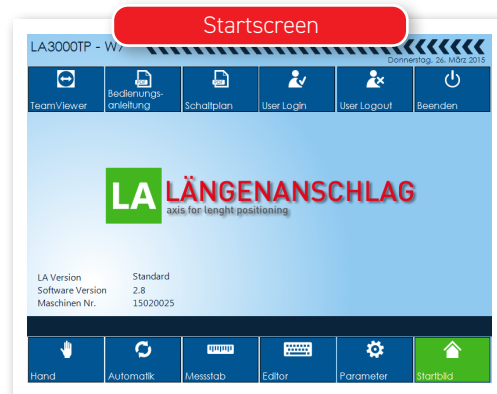 Startscreen
LA3000TP - W7
Donnerstag, 26. März 2015
TeamViewer
Bedienungs-
anleitung
Schaltplan
User Login
User Logout
Beenden
LA LÄNGENANSCHLAG
axis for lenght positioning
LA Version Standard
Software Version 2.8
Maschinen Nr. 15020025
Hand
Automatik
Messstab
Editor
Parameter
Startbild